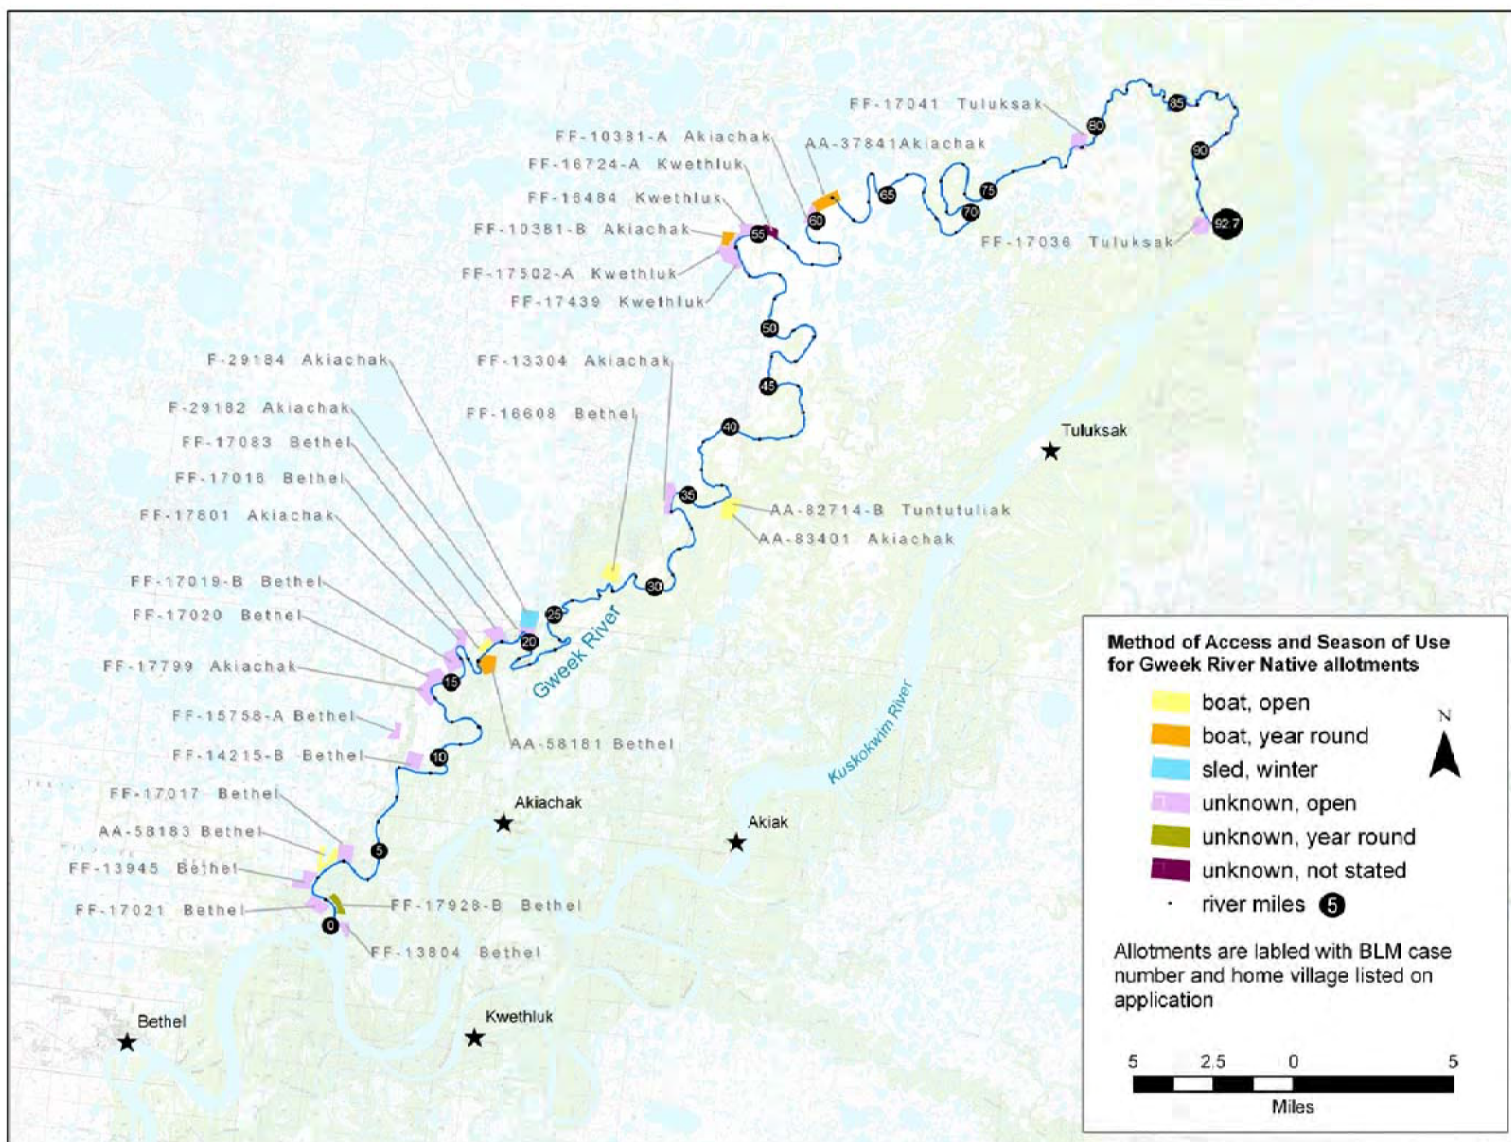 FF-17041 Tuluksak
FF-10381-A Akiachak
AA-37841Akiachak
FF-16724-A Kwethluk
FF-16484 Kwethluk
FF-10381-B Akiachak
FF-17502-A Kwethluk
FF-17439 Kwethluk
FF-17036 Tuluksak
F-29184 Akiachak
FF-13304 Akiachak
F-29182 Akiachak
FF-16608 Bethel
FF-17083 Bethel
FF-17016 Bethel
FF-17801 Akiachak
AA-82714-B Tuntutuliak
AA-83401 Akiachak
FF-17019-B Bethel
FF-17020 Bethel
FF-17799 Akiachak
FF-15758-A Bethel
FF-14215-B Bethel
AA-58181 Bethel
FF-17017 Bethel
AA-58183 Bethel
FF-13945 Bethel
FF-17021 Bethel
FF-17928-B Bethel
FF-13804 Bethel
0
5
10
15
20
25
30
35
40
45
50
55
60
65
70
75
80
85
90
92.7
Gweek River
Kuskokwim River
Tuluksak
Akiachak
Akiak
Bethel
Kwethluk
Method of Access and Season of Use
for Gweek River Native allotments
boat, open
boat, year round
sled, winter
unknown, open
unknown, year round
unknown, not stated
river miles 5
N
Allotments are labled with BLM case
number and home village listed on
application
5 2.5 0 5
Miles